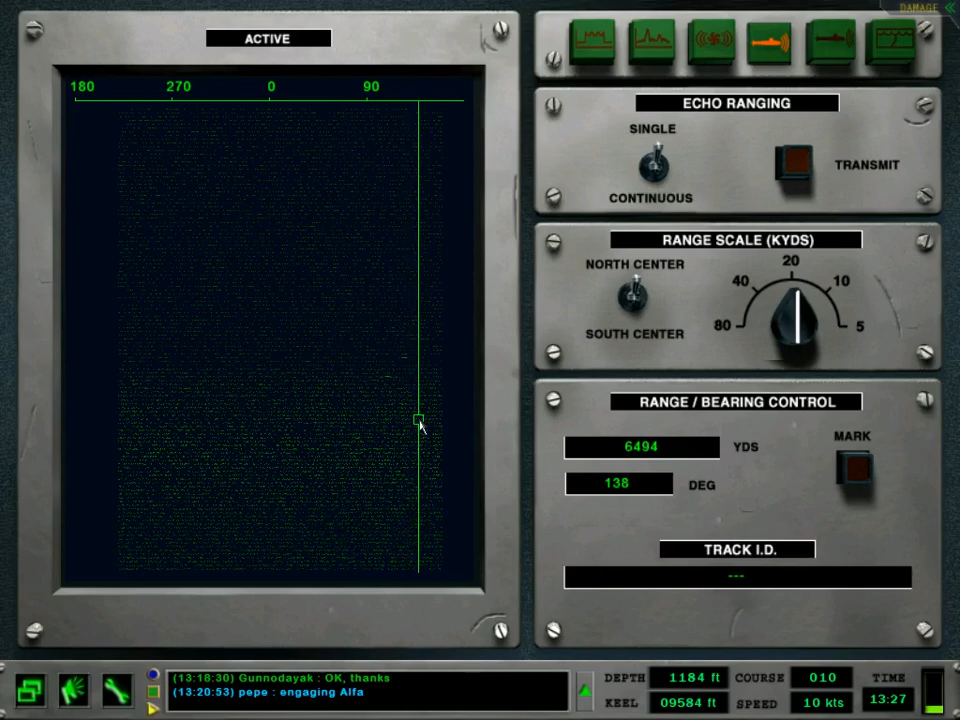 DAMAGE
ACTIVE
180 270 0 90
ECHO RANGING
SINGLE
TRANSMIT
CONTINUOUS
RANGE SCALE (KYDS)
NORTH CENTER
SOUTH CENTER
20
40 10
80 5
RANGE / BEARING CONTROL
6494 YDS
MARK
138 DEG
TRACK I.D.
---
(13:18:30) Gunnodayak : OK, thanks
(13:20:53) pepe : engaging Alfa
DEPTH 1184 ft COURSE 010 TIME
KEEL 09584 ft SPEED 10 kts 13:27